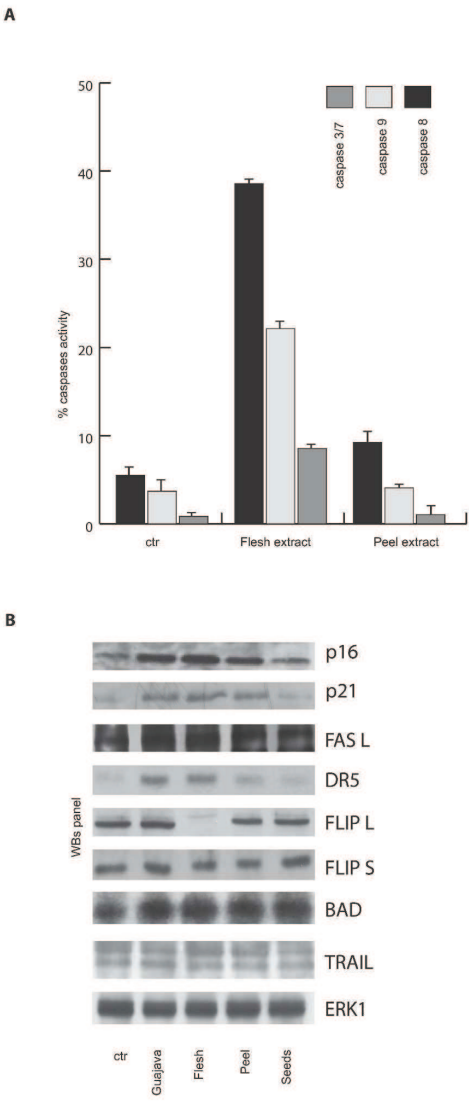 A
50
40
30
20
10
0
% caspases activity
caspase 3/7
caspase 9
caspase 8
ctr
Flesh extract
Peel extract
B
WBs panel
p16
p21
FAS L
DR5
FLIP L
FLIP S
BAD
TRAIL
ERK1
ctr
Guajava
Flesh
Peel
Seeds